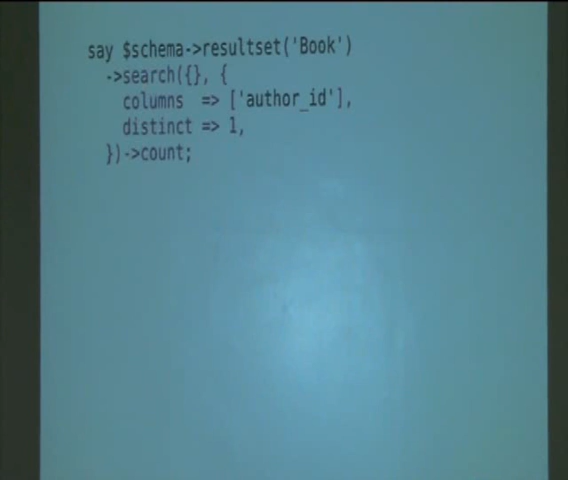 say $schema->resultset('Book')
->search({}, {
columns => ['author_id'],
distinct => 1,
})->count;